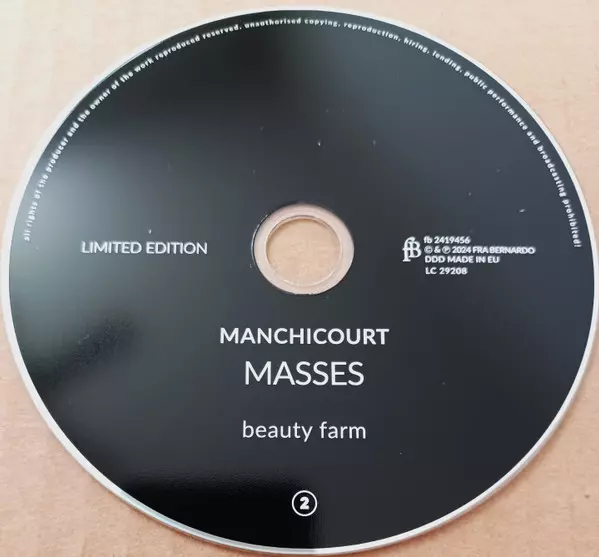 all rights of the producer and the owner of the work reproduced reserved. unauthorised copying, reproduction, hiring, lending, public performance and broadcasting prohibited!
LIMITED EDITION
fB
fb 2419456
© & ℗ 2024 FRA BERNARDO
DDD MADE IN EU
LC 29208
MANCHICOURT
MASSES
beauty farm
2